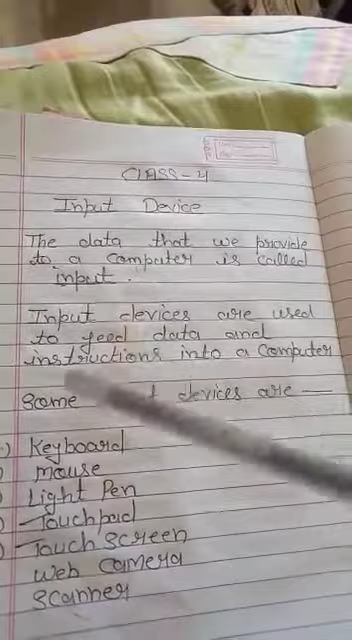 CLASS-4
Input Device
The data that we provide
to a computer is called
input.
Input devices are used
to feed data and
instructions into a computer
Some devices are —
Keyboard
mouse
Light Pen
Touchpad
Touch Screen
Web Camera
Scanner